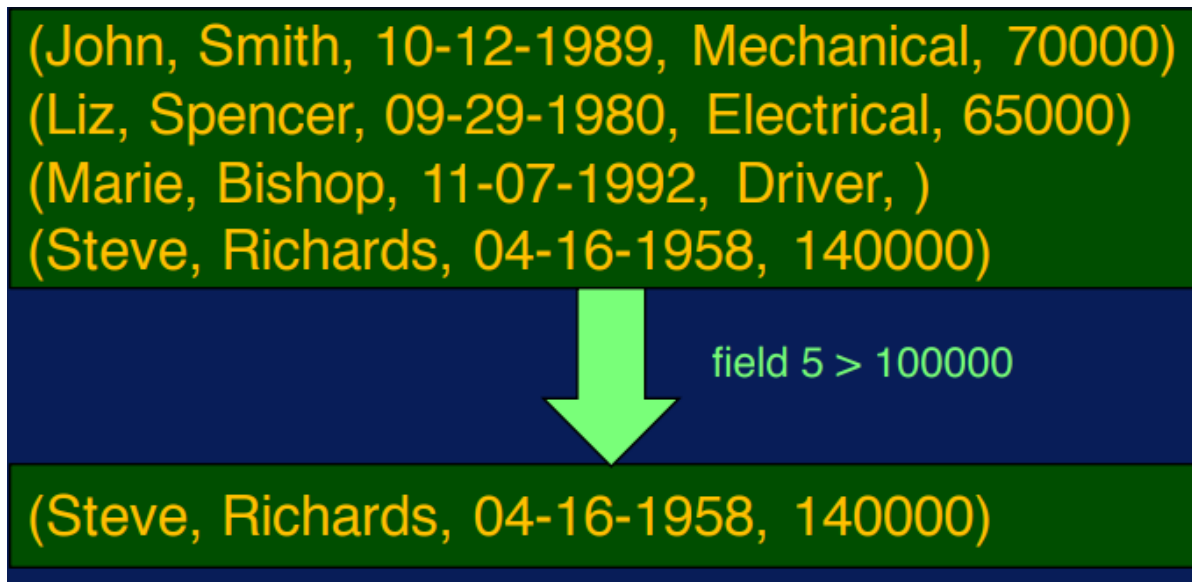 (John, Smith, 10-12-1989, Mechanical, 70000)
(Liz, Spencer, 09-29-1980, Electrical, 65000)
(Marie, Bishop, 11-07-1992, Driver, )
(Steve, Richards, 04-16-1958, 140000)
field 5 > 100000
(Steve, Richards, 04-16-1958, 140000)